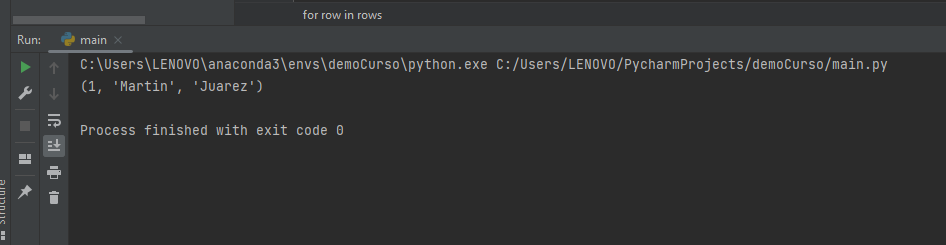 for row in rows
Run: main
C:\Users\LENOVO\anaconda3\envs\demoCurso\python.exe C:/Users/LENOVO/PycharmProjects/demoCurso/main.py
(1, 'Martin', 'Juarez')
Process finished with exit code 0
Structure